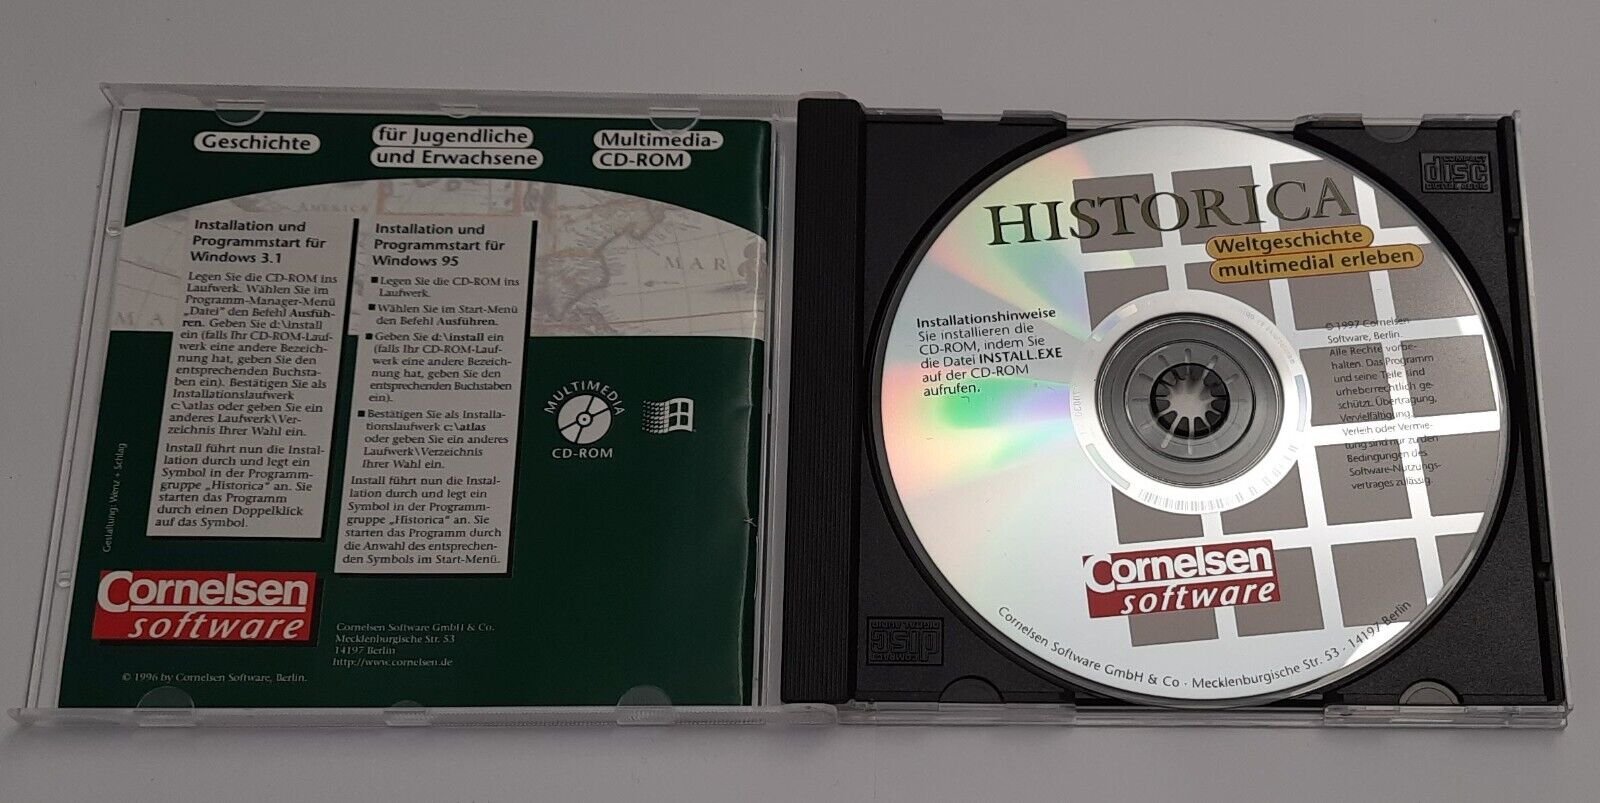 Geschichte
für Jugendliche
und Erwachsene
Multimedia-
CD-ROM
AMERICA
MAR
MA
Installation und
Programmstart für
Windows 3.1
Legen Sie die CD-ROM ins
Laufwerk. Wählen Sie im
Programm-Manager-Menü
„Datei" den Befehl Ausfüh-
ren. Geben Sie d:\install
ein (falls Ihr CD-ROM-Lauf-
werk eine andere Bezeich-
nung hat, geben Sie den
entsprechenden Buchsta-
ben ein). Bestätigen Sie als
Installationslaufwerk
c:\atlas oder geben Sie ein
anderes Laufwerk\Ver-
zeichnis Ihrer Wahl ein.
Install führt nun die Instal-
lation durch und legt ein
Symbol in der Programm-
gruppe „Historica" an. Sie
starten das Programm
durch einen Doppelklick
auf das Symbol.
Installation und
Programmstart für
Windows 95
Legen Sie die CD-ROM ins
Laufwerk.
Wählen Sie im Start-Menü
den Befehl Ausführen.
Geben Sie d:\install ein
(falls Ihr CD-ROM-Lauf-
werk eine andere Bezeich-
nung hat, geben Sie den
entsprechenden Buchstaben
ein).
Bestätigen Sie als Installa-
tionslaufwerk c:\atlas
oder geben Sie ein anderes
Laufwerk\Verzeichnis
Ihrer Wahl ein.
Install führt nun die Instal-
lation durch und legt ein
Symbol in der Programm-
gruppe „Historica" an. Sie
starten das Programm durch
die Anwahl des entsprechen-
den Symbols im Start-Menü.
MULTIMEDIA
CD-ROM
Gestaltung: Wenz + Schlag
Cornelsen
software
Cornelsen Software GmbH & Co.
Mecklenburgische Str. 53
14197 Berlin
http://www.cornelsen.de
© 1996 by Cornelsen Software, Berlin.
COMPACT
disc
DIGITAL AUDIO
HISTORICA
Weltgeschichte
multimedial erleben
Installationshinweise
Sie installieren die
CD-ROM, indem Sie
die Datei INSTALL.EXE
auf der CD-ROM
aufrufen.
© 1997 Cornelsen
Software, Berlin.
Alle Rechte vorbe-
halten. Das Programm
und seine Teile sind
urheberrechtlich ge-
schützt. Übertragung,
Vervielfältigung,
Verleih oder Vermie-
tung sind nur zu den
Bedingungen des
Software-Nutzungs-
vertrages zulässig.
Cornelsen
software
Cornelsen Software GmbH & Co · Mecklenburgische Str. 53 · 14197 Berlin
COMPACT
disc
DIGITAL AUDIO